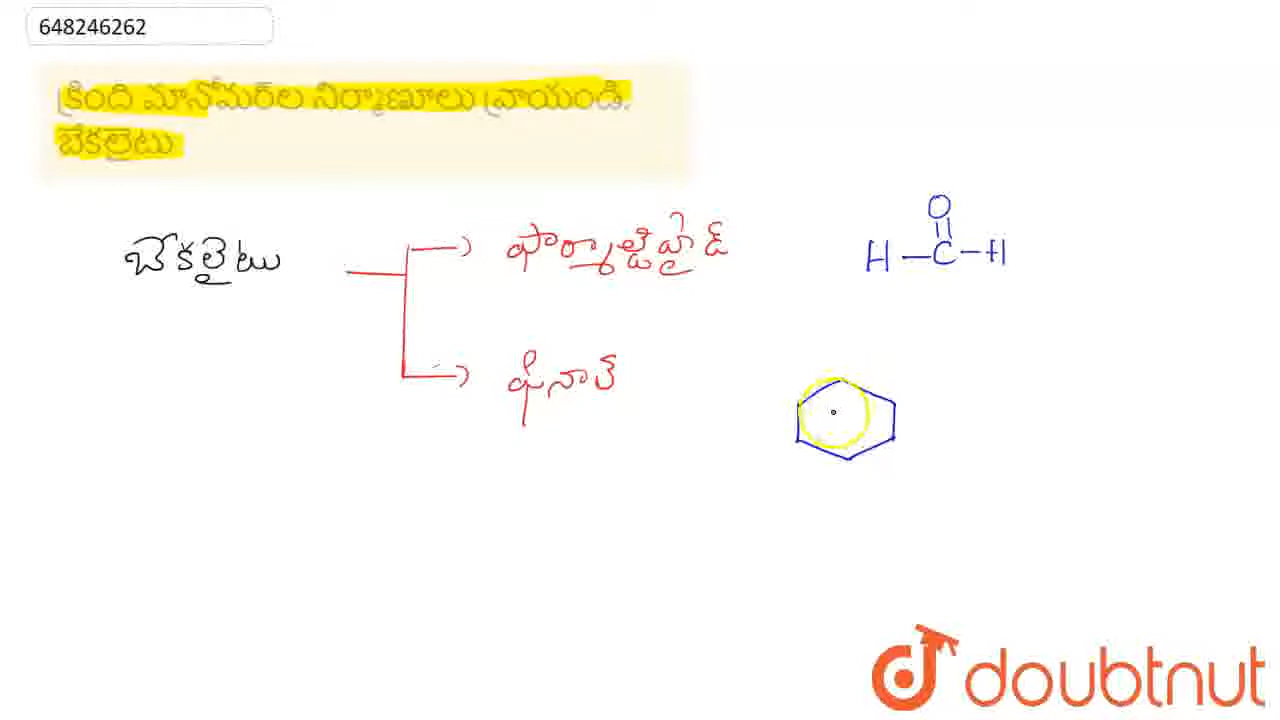 648246262
క్రింది మానోమర్‌ల నిర్మాణాలు వ్రాయండి.
బేకలైటు
బేకలైటు
ఫార్మాల్డిహైడ్
O
H C H
ఫినాల్
doubtnut